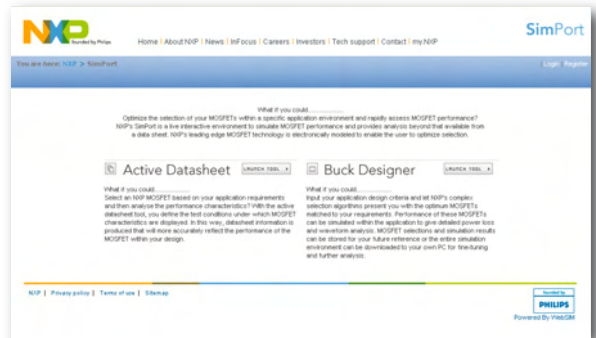 NXP
founded by Philips
Home | About NXP | News | InFocus | Careers | Investors | Tech support | Contact | my.NXP
SimPort
You are here: NXP > SimPort
Login | Register
What if you could..............
Optimize the selection of your MOSFETs within a specific application environment and rapidly assess MOSFET performance?
NXP's SimPort is a live interactive environment to simulate MOSFET performance and provides analysis beyond that available from
a data sheet. NXP's leading edge MOSFET technology is electronically modeled to enable the user to optimize selection.
Active Datasheet
LAUNCH TOOL
What if you could..............
Select an NXP MOSFET based on your application requirements
and then analyse the performance characteristics? With the active
datasheet tool, you define the test conditions under which MOSFET
characteristics are displayed. In this way, datasheet information is
produced that will more accurately reflect the performance of the
MOSFET within your design.
Buck Designer
LAUNCH TOOL
What if you could..............
Input your application design criteria and let NXP's complex
selection algorithms present you with the optimum MOSFETs
matched to your requirements. Performance of these MOSFETs
can be simulated within the application to give detailed power loss
and waveform analysis. MOSFET selections and simulation results
can be stored for your future reference or the entire simulation
environment can be downloaded to your own PC for fine-tuning
and further analysis.
NXP | Privacy policy | Terms of use | Sitemap
founded by
PHILIPS
Powered By WebSIM